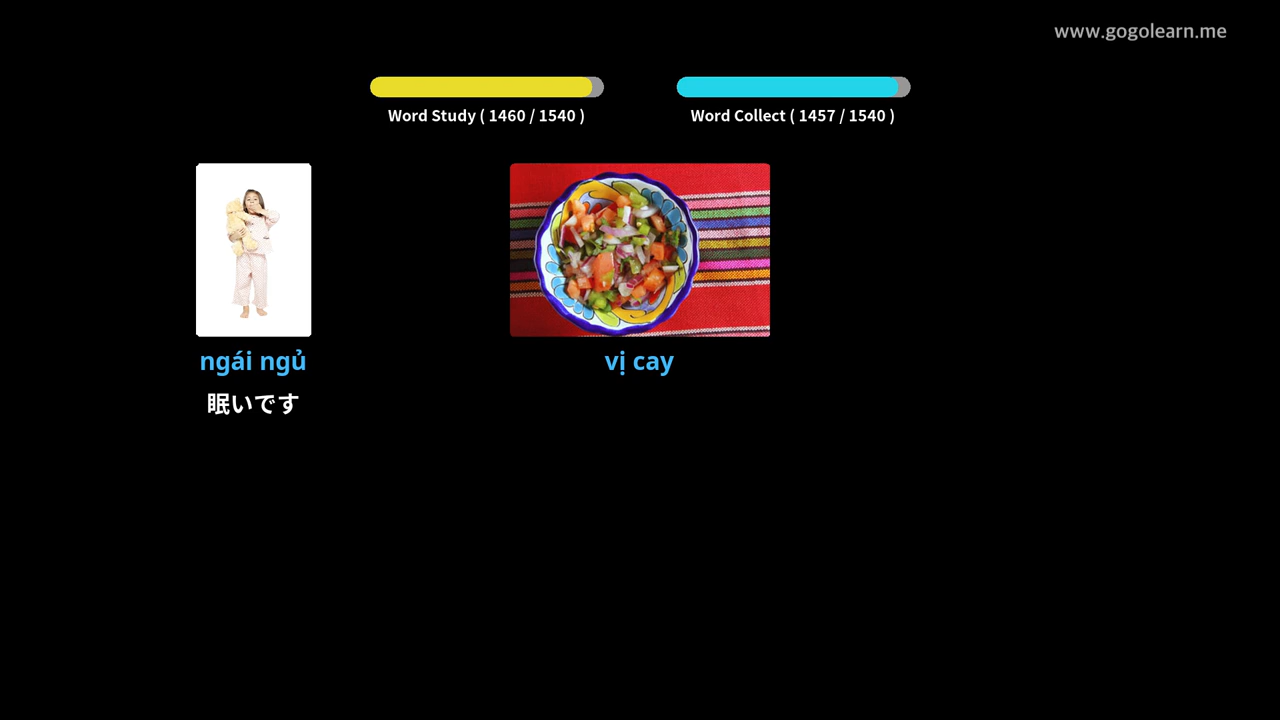 www.gogolearn.me
Word Study ( 1460 / 1540 )
Word Collect ( 1457 / 1540 )
ngái ngủ
vị cay
眠いです